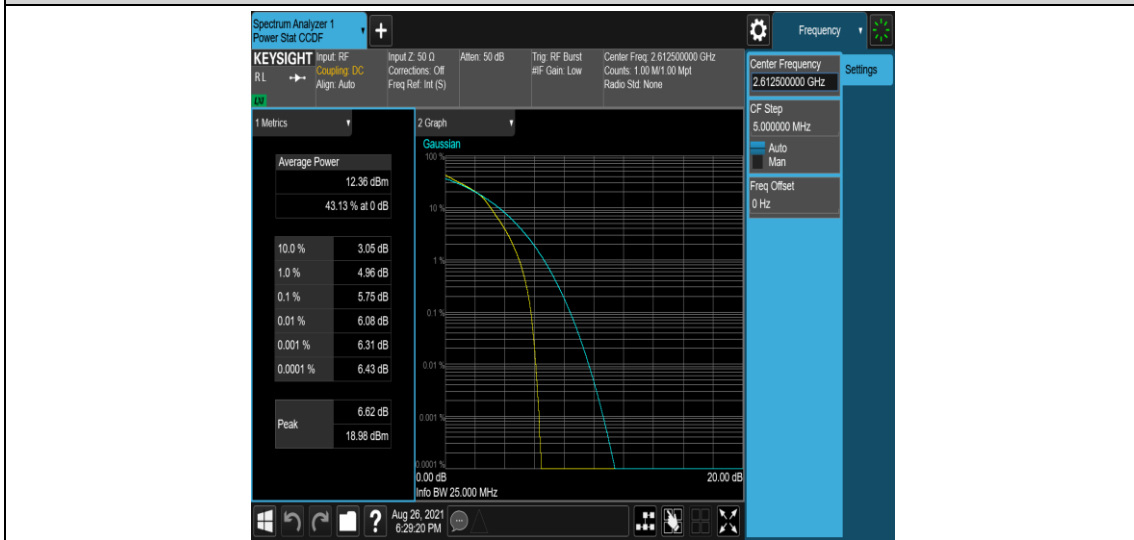 Spectrum Analyzer 1
Power Stat CCDF
+
Frequency
KEYSIGHT
RL
Input: RF
Coupling: DC
Align: Auto
Input Z: 50 Ω
Corrections: Off
Freq Ref: Int (S)
Atten: 50 dB
Trig: RF Burst
#IF Gain: Low
Center Freq: 2.612500000 GHz
Counts: 1.00 M/1.00 Mpt
Radio Std: None
Center Frequency
2.612500000 GHz
Settings
CF Step
5.000000 MHz
Auto
Man
Freq Offset
0 Hz
1 Metrics
Average Power
12.36 dBm
43.13 % at 0 dB
10.0 % 3.05 dB
1.0 % 4.96 dB
0.1 % 5.75 dB
0.01 % 6.08 dB
0.001 % 6.31 dB
0.0001 % 6.43 dB
Peak
6.62 dB
18.98 dBm
2 Graph
Gaussian
100 %
10 %
1 %
0.1 %
0.01 %
0.001 %
0.0001 %
0.00 dB 20.00 dB
Info BW 25.000 MHz
?
Aug 26, 2021
6:29:20 PM